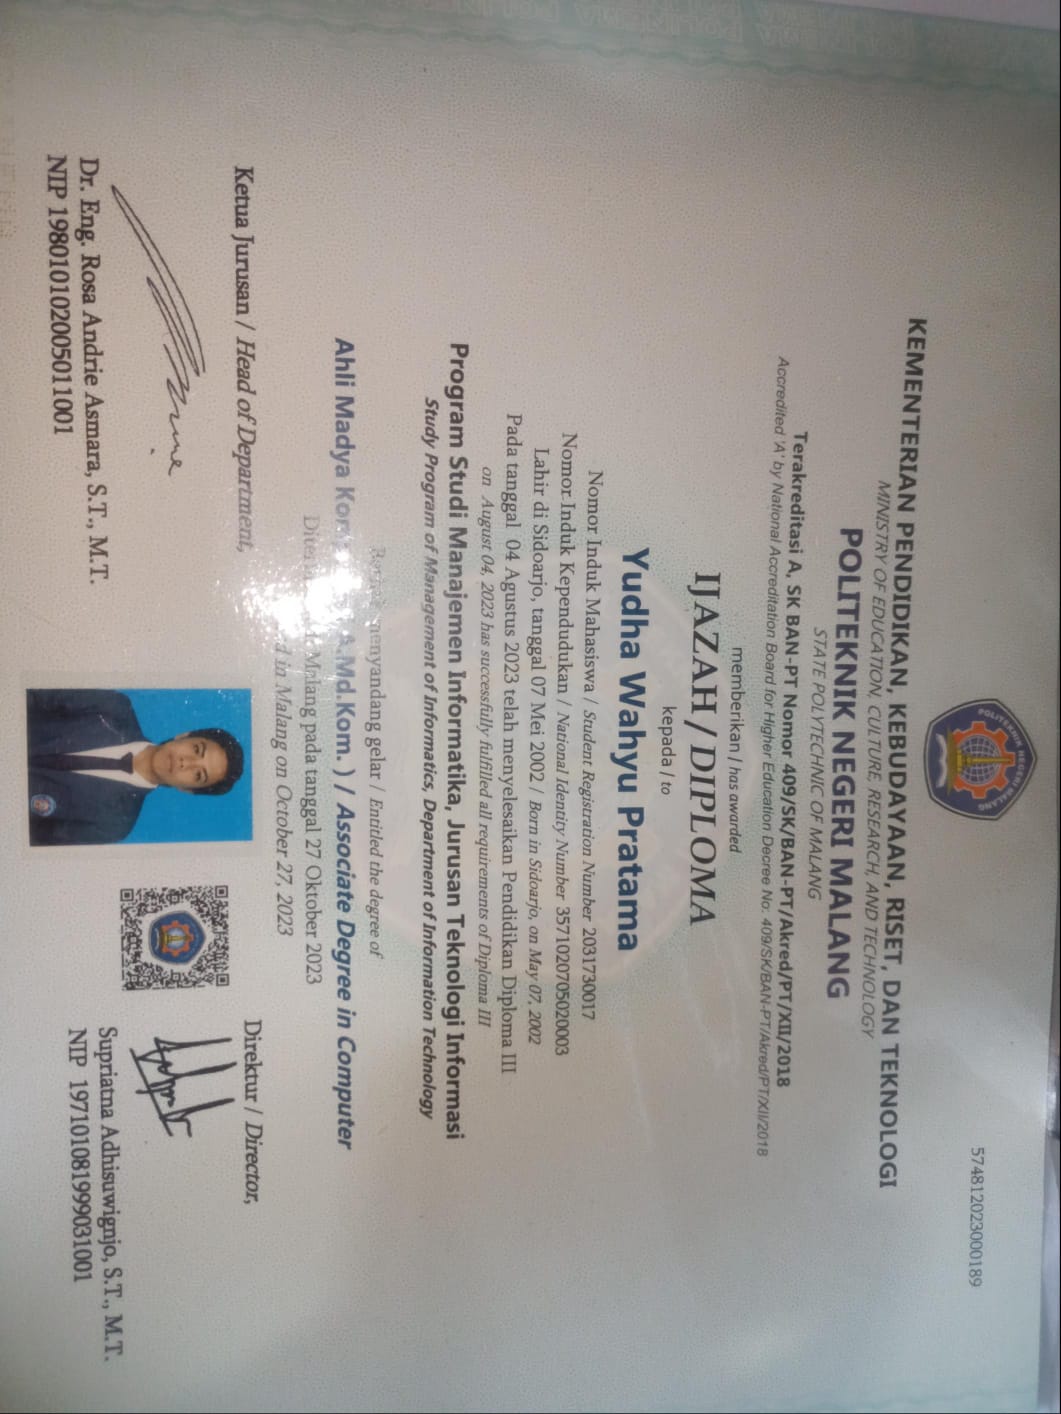 574812023000189
POLITEKNIK NEGERI MALANG
KEMENTERIAN PENDIDIKAN, KEBUDAYAAN, RISET, DAN TEKNOLOGI
MINISTRY OF EDUCATION, CULTURE, RESEARCH, AND TECHNOLOGY
POLITEKNIK NEGERI MALANG
STATE POLYTECHNIC OF MALANG
Terakreditasi A, SK BAN-PT Nomor 409/SK/BAN-PT/Akred/PT/XII/2018
Accredited 'A' by National Accreditation Board for Higher Education Decree No. 409/SK/BAN-PT/Akred/PT/XII/2018
memberikan / has awarded
IJAZAH / DIPLOMA
kepada / to
Yudha Wahyu Pratama
Nomor Induk Mahasiswa / Student Registration Number 2031730017
Nomor Induk Kependudukan / National Identity Number 3571020705020003
Lahir di Sidoarjo, tanggal 07 Mei 2002 / Born in Sidoarjo, on May 07, 2002
Pada tanggal 04 Agustus 2023 telah menyelesaikan Pendidikan Diploma III
on August 04, 2023 has successfully fulfilled all requirements of Diploma III
Program Studi Manajemen Informatika, Jurusan Teknologi Informasi
Study Program of Management of Informatics, Department of Information Technology
menyandang gelar / Entitled the degree of
Ahli Madya A.Md.Kom. ) / Associate Degree in Computer
Malang pada tanggal 27 Oktober 2023
in Malang on October 27, 2023
Ketua Jurusan / Head of Department,
Dr. Eng. Rosa Andrie Asmara, S.T., M.T.
NIP 198010102005011001
Direktur / Director,
Supriatna Adhisuwignjo, S.T., M.T.
NIP 197101081999031001